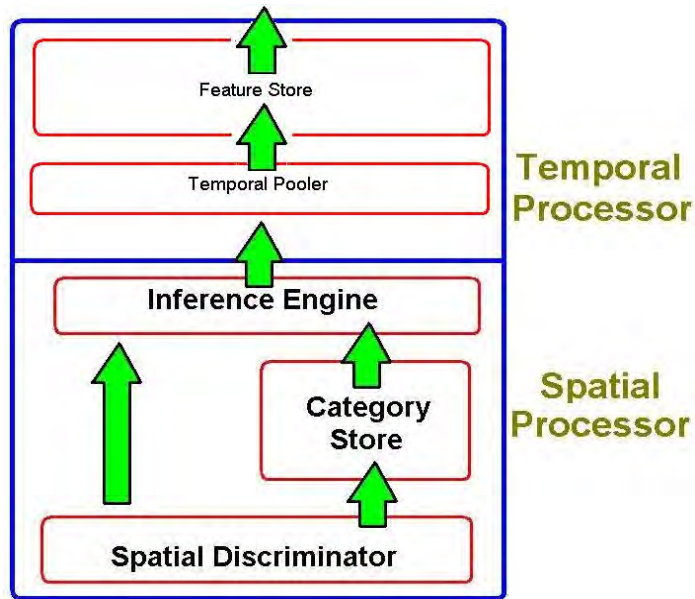 Feature Store
Temporal Pooler
Temporal
Processor
Inference Engine
Category
Store
Spatial
Processor
Spatial Discriminator